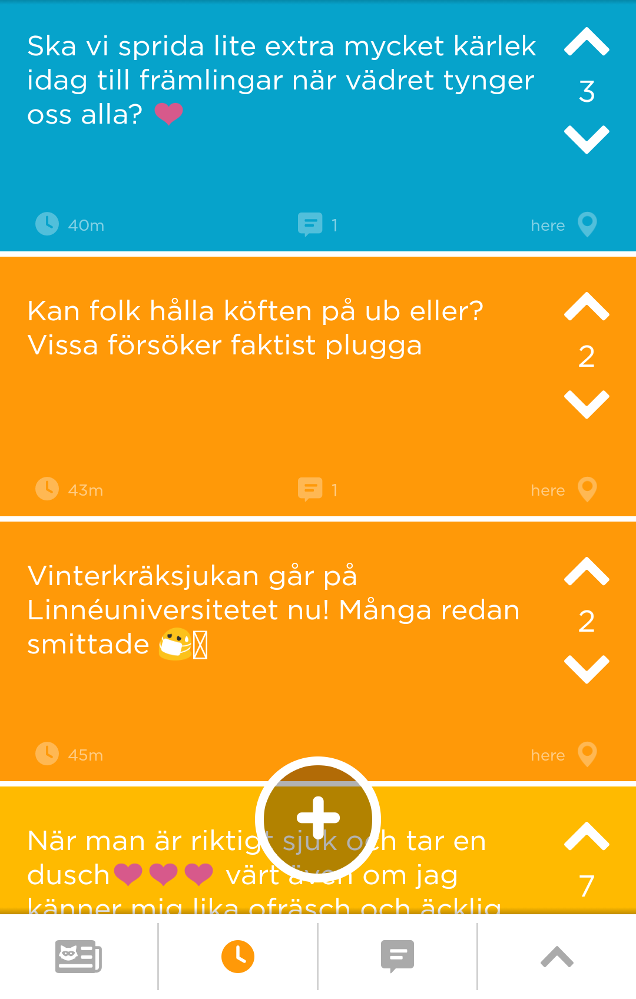 Ska vi sprida lite extra mycket kärlek
idag till främlingar när vädret tynger
oss alla? ❤
3
40m
1
here
Kan folk hålla köften på ub eller?
Vissa försöker faktist plugga
2
43m
1
here
Vinterkräksjukan går på
Linnéuniversitetet nu! Många redan
smittade 😷
2
45m
here
När man är riktigt sjuk och tar en
dusch❤❤❤ värt även om jag
känner mig lika ofräsch och äcklig
7